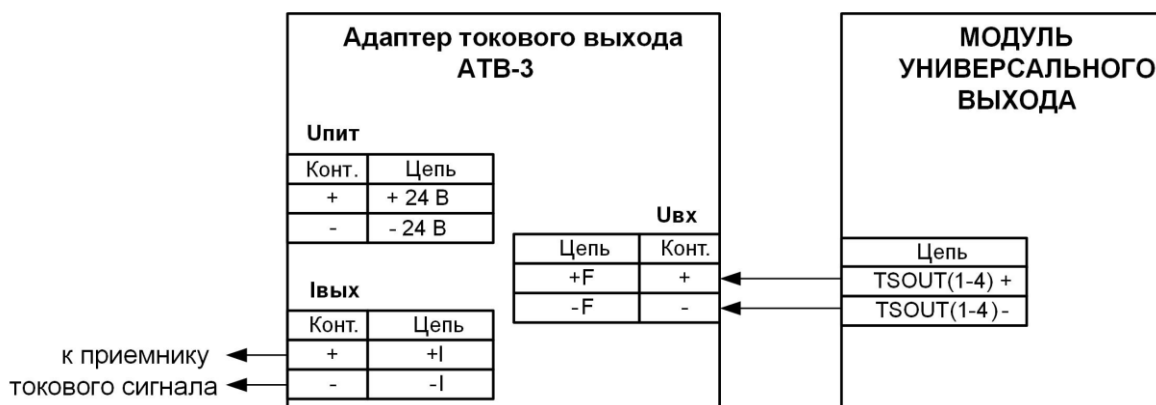 Адаптер токового выхода
АТВ-3
Uпит
Конт. Цепь
+ + 24 В
- - 24 В
Uвх
Цепь Конт.
+F +
-F -
Iвых
Конт. Цепь
+ +I
- -I
к приемнику
токового сигнала
МОДУЛЬ
УНИВЕРСАЛЬНОГО
ВЫХОДА
Цепь
TSOUT(1-4) +
TSOUT(1-4) -